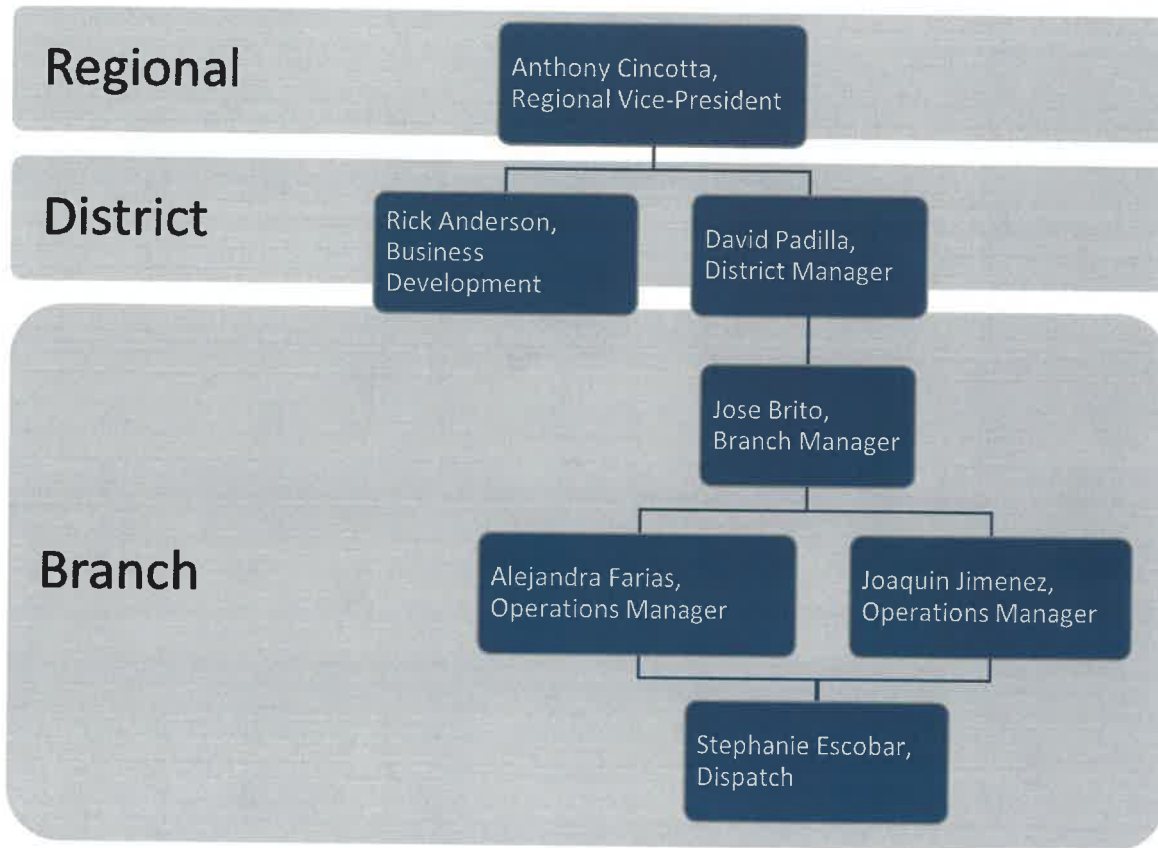 Regional
Anthony Cincotta,
Regional Vice-President
District
Rick Anderson,
Business
Development
David Padilla,
District Manager
Branch
Jose Brito,
Branch Manager
Alejandra Farias,
Operations Manager
Joaquin Jimenez,
Operations Manager
Stephanie Escobar,
Dispatch